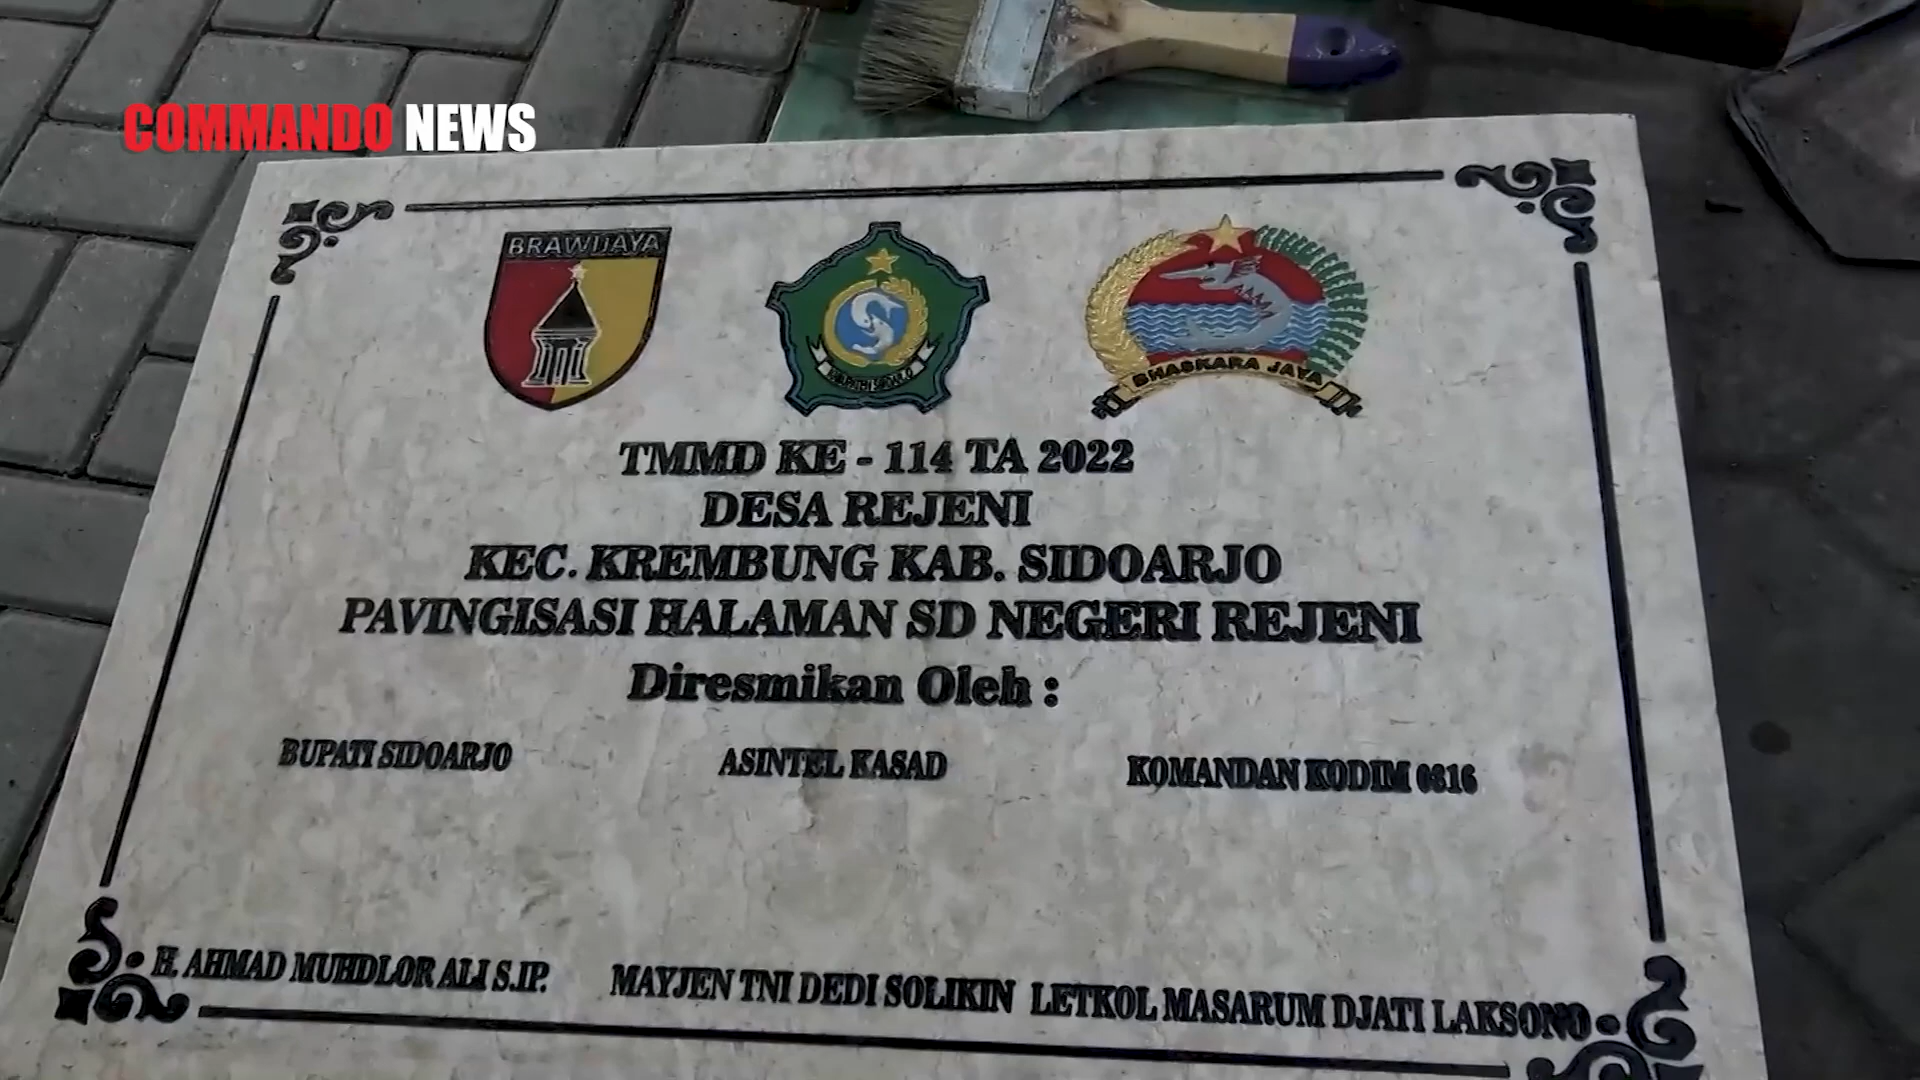 COMMANDO NEWS
BRAWIJAYA
BHASKARA JAYA
TMMD KE - 114 TA 2022
DESA REJENI
KEC. KREMBUNG KAB. SIDOARJO
PAVINGISASI HALAMAN SD NEGERI REJENI
Diresmikan Oleh :
BUPATI SIDOARJO
ASINTEL KASAD
KOMANDAN KODIM 0816
H. AHMAD MUHDLOR ALI S.IP.
MAYJEN TNI DEDI SOLIKIN
LETKOL MASARUM DJATI LAKSONO